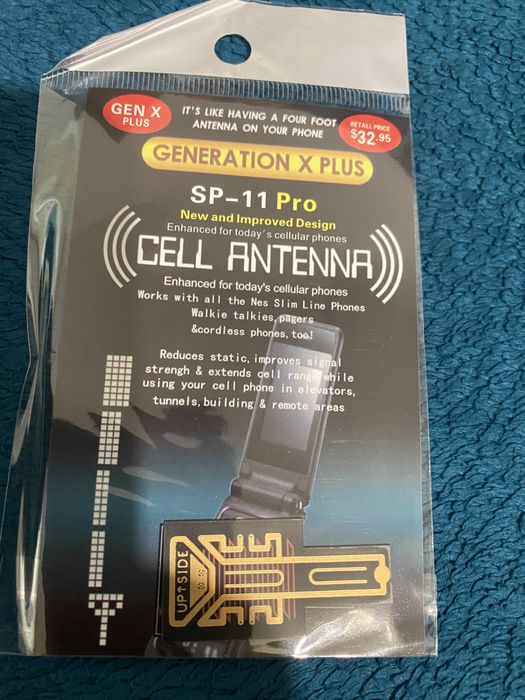 GEN X
PLUS
IT'S LIKE HAVING A FOUR FOOT
ANTENNA ON YOUR PHONE
RETALL PRICE
$32.95
GENERATION X PLUS
SP-11 Pro
New and Improved Design
Enhanced for today's cellular phones
CELL ANTENNA
Enhanced for today's cellular phones
Works with all the Nes Slim Line Phones
Walkie talkies, pagers
&cordless phones, too!
Reduces static, improves signal
strengh & extends cell range while
using your cell phone in elevators,
tunnels, building & remote areas
UP↑SIDE